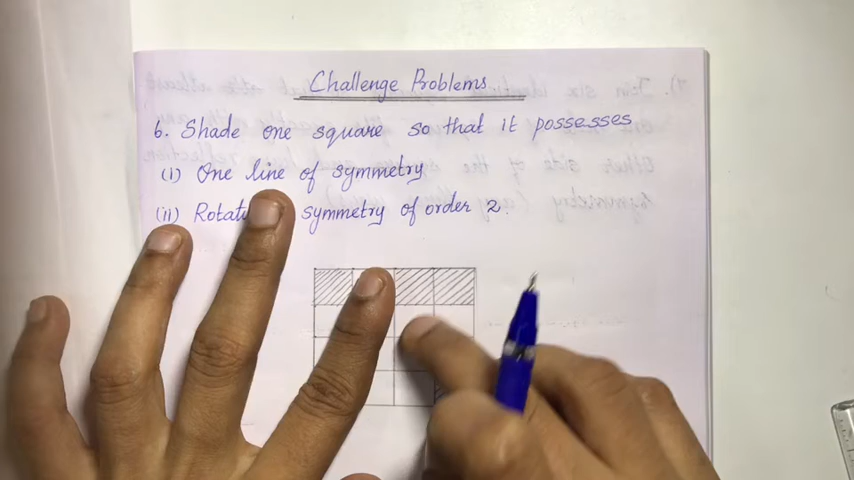 Challenge Problems
6. Shade one square so that it possesses
(i) One line of symmetry
(ii) Rotat symmetry of order 2.